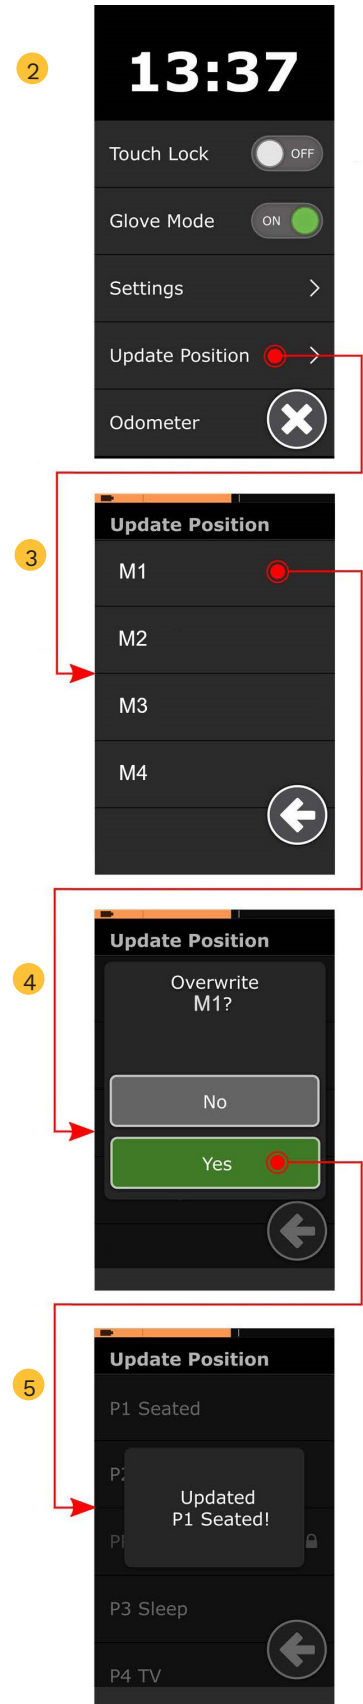 2
13:37
Touch Lock OFF
Glove Mode ON
Settings
Update Position
Odometer
3
Update Position
M1
M2
M3
M4
4
Update Position
Overwrite
M1?
No
Yes
5
Update Position
P1 Seated
Updated
P1 Seated!
P3 Sleep
P4 TV